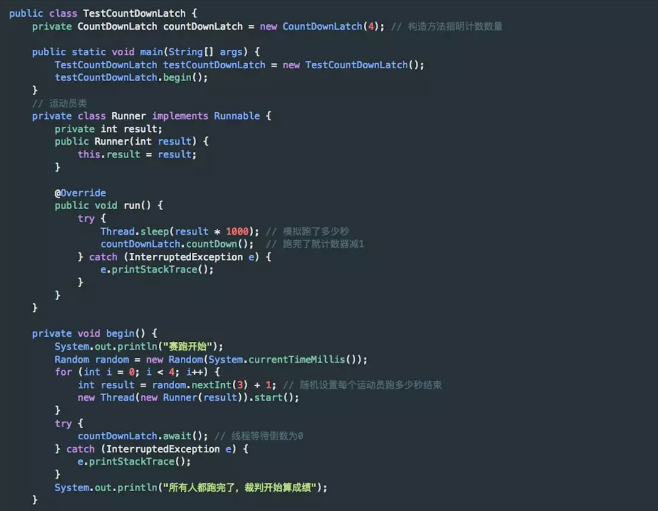 public class TestCountDownLatch {
    private CountDownLatch countDownLatch = new CountDownLatch(4); // 构造方法指明计数数量

    public static void main(String[] args) {
        TestCountDownLatch testCountDownLatch = new TestCountDownLatch();
        testCountDownLatch.begin();
    }
    // 运动员类
    private class Runner implements Runnable {
        private int result;
        public Runner(int result) {
            this.result = result;
        }

        @Override
        public void run() {
            try {
                Thread.sleep(result * 1000); // 模拟跑了多少秒
                countDownLatch.countDown();  // 跑完了就计数器减1
            } catch (InterruptedException e) {
                e.printStackTrace();
            }
        }
    }

    private void begin() {
        System.out.println("赛跑开始");
        Random random = new Random(System.currentTimeMillis());
        for (int i = 0; i < 4; i++) {
            int result = random.nextInt(3) + 1; // 随机设置每个运动员跑多少秒结束
            new Thread(new Runner(result)).start();
        }
        try {
            countDownLatch.await(); // 线程等待倒数为0
        } catch (InterruptedException e) {
            e.printStackTrace();
        }
        System.out.println("所有人都跑完了，裁判开始算成绩");
    }